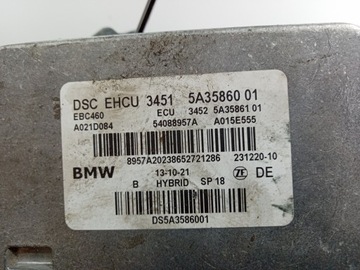 DSC EHCU 3451 5A35860 01
EBC460 ECU 3452 5A35861 01
A021D084 54088957A A015E555
8957A20238652721286 231220-10
BMW 13-10-21 ZF DE
B HYBRID SP 18
DS5A3586001